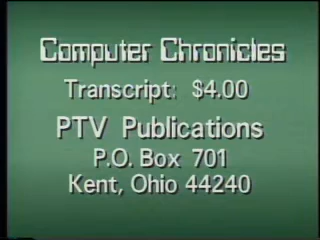 Computer Chronicles
Transcript: $4.00
PTV Publications
P.O. Box 701
Kent, Ohio 44240